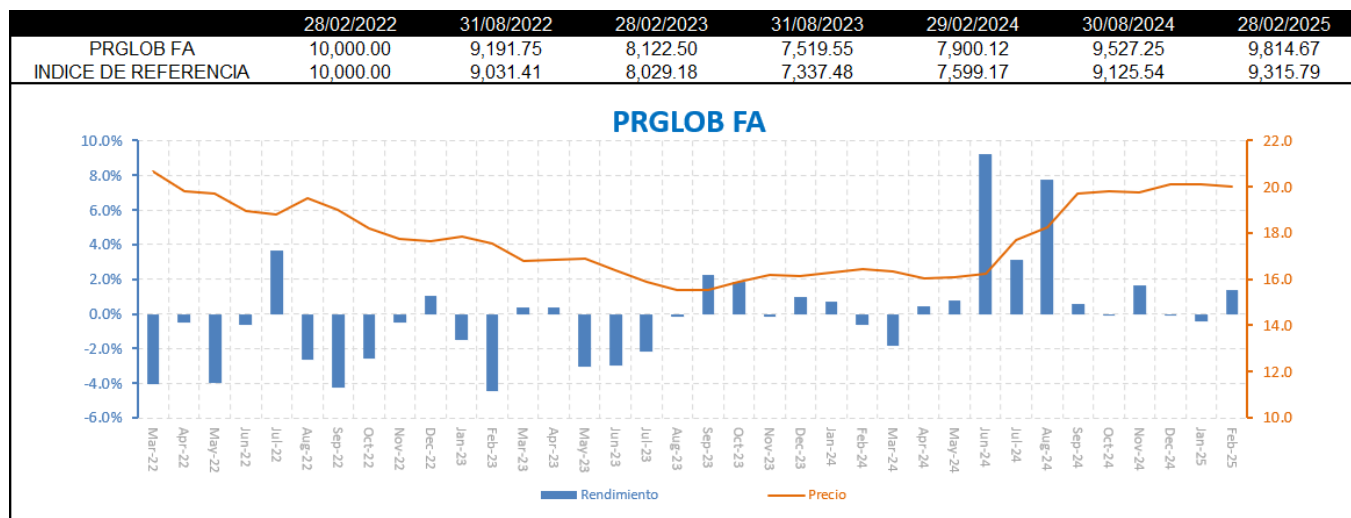 28/02/2022 31/08/2022 28/02/2023 31/08/2023 29/02/2024 30/08/2024 28/02/2025
PRGLOB FA 10,000.00 9,191.75 8,122.50 7,519.55 7,900.12 9,527.25 9,814.67
INDICE DE REFERENCIA 10,000.00 9,031.41 8,029.18 7,337.48 7,599.17 9,125.54 9,315.79
PRGLOB FA
10.0% 22.0
8.0% 20.0
6.0%
4.0% 18.0
2.0% 16.0
0.0%
14.0
-2.0%
-4.0% 12.0
-6.0% 10.0
Mar-22 Apr-22 May-22 Jun-22 Jul-22 Aug-22 Sep-22 Oct-22 Nov-22 Dec-22 Jan-23 Feb-23 Mar-23 Apr-23 May-23 Jun-23 Jul-23 Aug-23 Sep-23 Oct-23 Nov-23 Dec-23 Jan-24 Feb-24 Mar-24 Apr-24 May-24 Jun-24 Jul-24 Aug-24 Sep-24 Oct-24 Nov-24 Dec-24 Jan-25 Feb-25
Rendimiento Precio